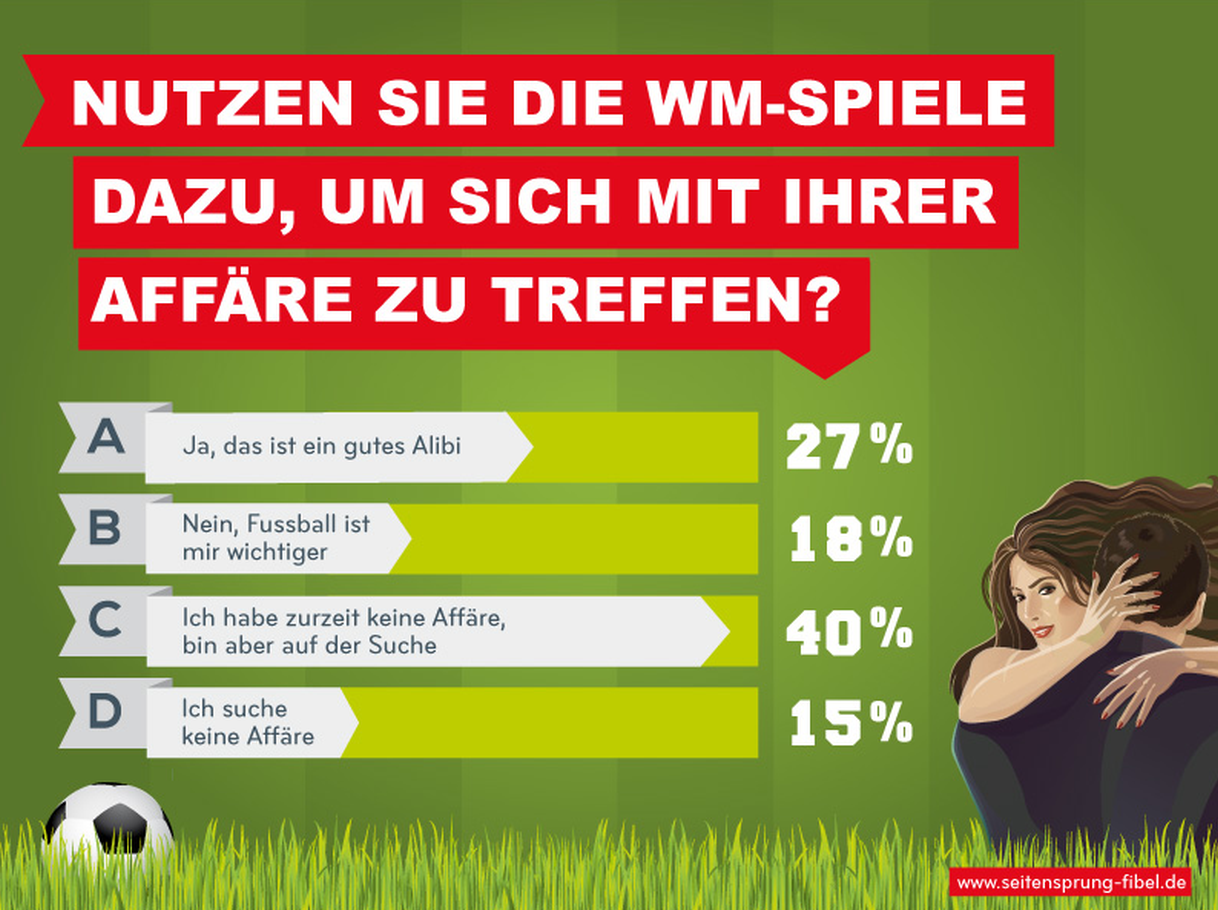 NUTZEN SIE DIE WM-SPIELE
DAZU, UM SICH MIT IHRER
AFFÄRE ZU TREFFEN?
A
Ja, das ist ein gutes Alibi
27%
B
Nein, Fussball ist
mir wichtiger
18%
C
Ich habe zurzeit keine Affäre,
bin aber auf der Suche
40%
D
Ich suche
keine Affäre
15%
www.seitensprung-fibel.de